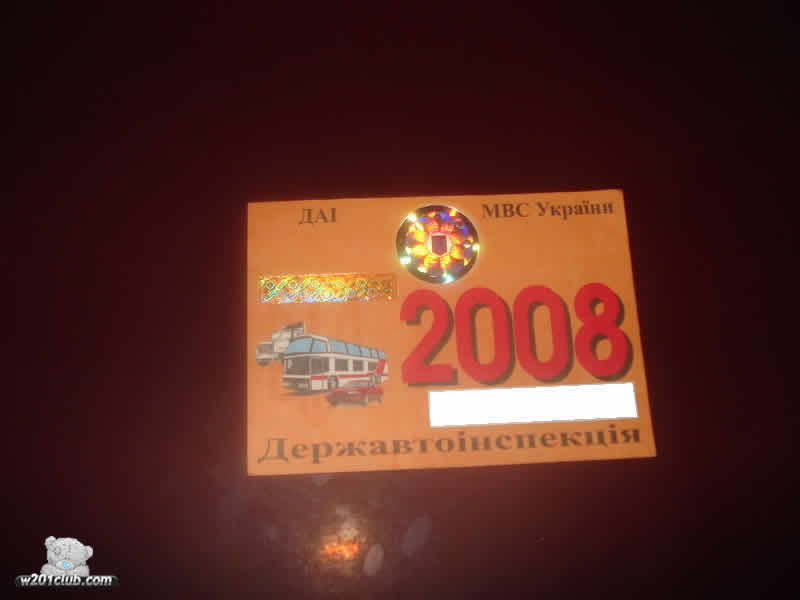 ДАІ
МВС України
2008
Державтоінспекція
w201club.com